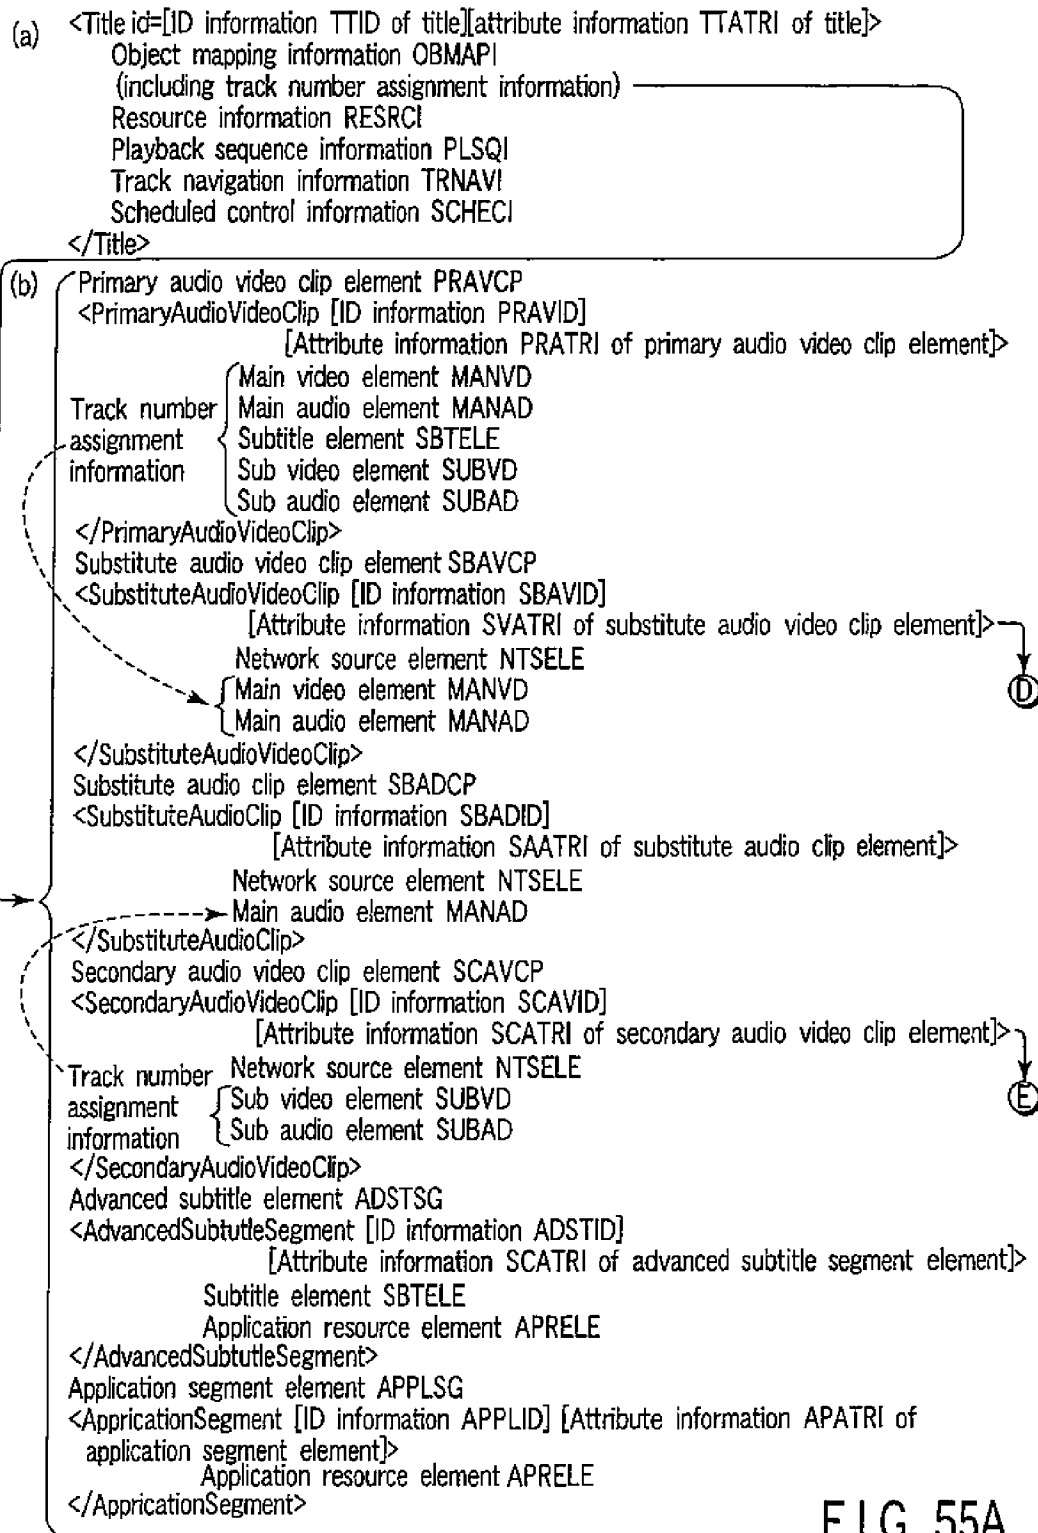 (a) <Title id=[ID information TTID of title][attribute information TTATRI of title]>
Object mapping information OBMAPI
(including track number assignment information)
Resource information RESRCI
Playback sequence information PLSQI
Track navigation information TRNAVI
Scheduled control information SCHECI
</Title>
(b) Primary audio video clip element PRAVCP
<PrimaryAudioVideoClip [ID information PRAVID]
[Attribute information PRATRI of primary audio video clip element]>
Main video element MANVD
Track number Main audio element MANAD
assignment Subtitle element SBTELE
information Sub video element SUBVD
Sub audio element SUBAD
</PrimaryAudioVideoClip>
Substitute audio video clip element SBAVCP
<SubstituteAudioVideoClip [ID information SBAVID]
[Attribute information SVATRI of substitute audio video clip element]>
Network source element NTSELE
D
Main video element MANVD
Main audio element MANAD
</SubstituteAudioVideoClip>
Substitute audio clip element SBADCP
<SubstituteAudioClip [ID information SBADID]
[Attribute information SAATRI of substitute audio clip element]>
Network source element NTSELE
Main audio element MANAD
</SubstituteAudioClip>
Secondary audio video clip element SCAVCP
<SecondaryAudioVideoClip [ID information SCAVID]
[Attribute information SCATRI of secondary audio video clip element]>
Track number Network source element NTSELE
assignment Sub video element SUBVD
E
information Sub audio element SUBAD
</SecondaryAudioVideoClip>
Advanced subtitle element ADSTSG
<AdvancedSubtutleSegment [ID information ADSTID]
[Attribute information SCATRI of advanced subtitle segment element]>
Subtitle element SBTELE
Application resource element APRELE
</AdvancedSubtutleSegment>
Application segment element APPLSG
<AppricationSegment [ID information APPLID] [Attribute information APATRI of
application segment element]>
Application resource element APRELE
</AppricationSegment>
FIG. 55A